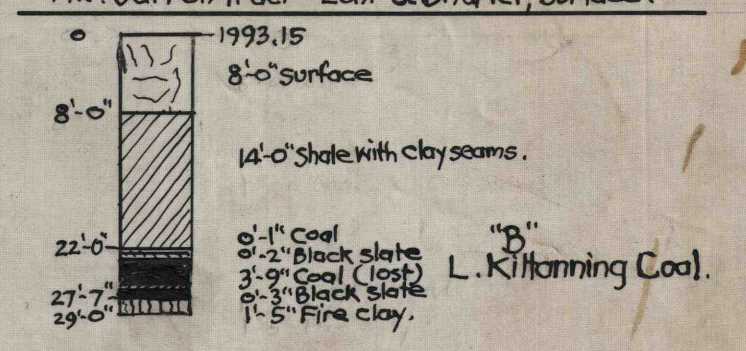 0 1993.15
8'-0" surface
8'-0"
14'-0" Shale with clay seams.
22'-0"
0'-1" Coal
0'-2" Black slate
3'-9" Coal (lost)
0'-3" Black slate
1'-5" Fire clay.
27'-7"
29'-0"
"B"
L. Kittanning Coal.